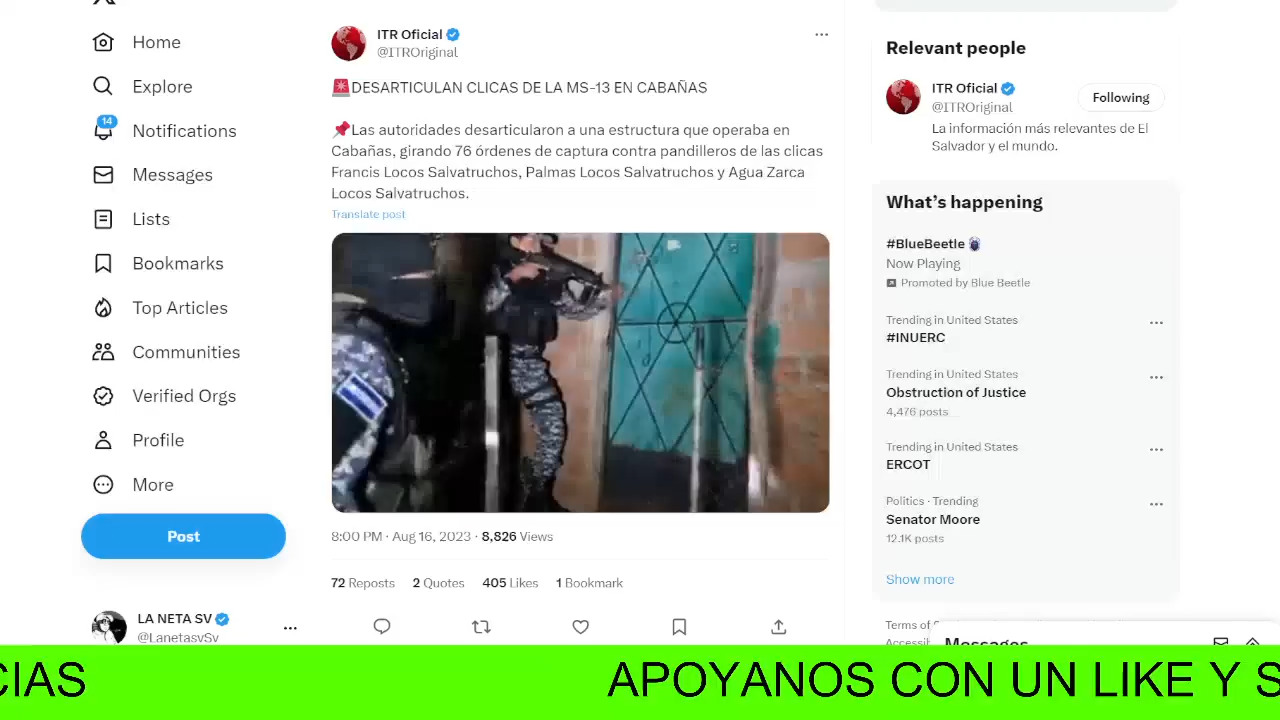 Home
Explore
14
Notifications
Messages
Lists
Bookmarks
Top Articles
Communities
Verified Orgs
Profile
More
Post
LA NETA SV
@LanetasvSv
ITR Oficial
@ITROriginal
🚨DESARTICULAN CLICAS DE LA MS-13 EN CABAÑAS
📌Las autoridades desarticularon a una estructura que operaba en
Cabañas, girando 76 órdenes de captura contra pandilleros de las clicas
Francis Locos Salvatruchos, Palmas Locos Salvatruchos y Agua Zarca
Locos Salvatruchos.
Translate post
8:00 PM · Aug 16, 2023 · 8,826 Views
72 Reposts 2 Quotes 405 Likes 1 Bookmark
Relevant people
ITR Oficial
@ITROriginal
Following
La información más relevantes de El
Salvador y el mundo.
What's happening
#BlueBeetle
Now Playing
Promoted by Blue Beetle
Trending in United States
#INUERC
Trending in United States
Obstruction of Justice
4,476 posts
Trending in United States
ERCOT
Politics · Trending
Senator Moore
12.1K posts
Show more
Terms of
Messages
CIAS APOYANOS CON UN LIKE Y S